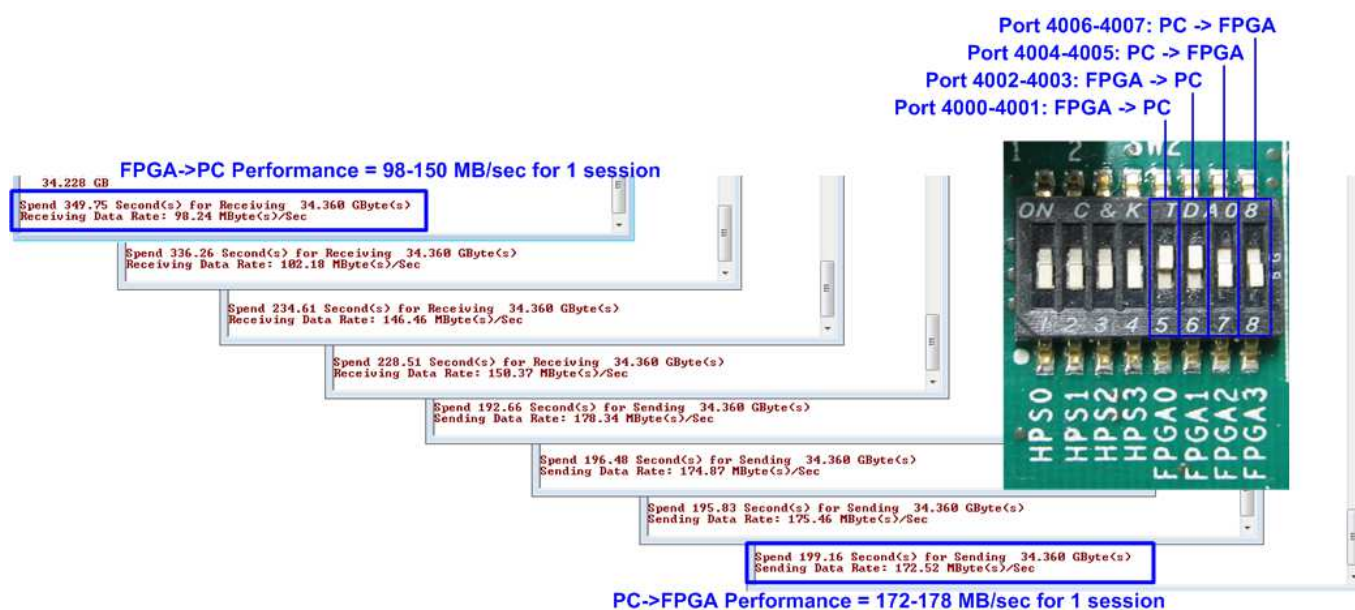 Port 4006-4007: PC -> FPGA
Port 4004-4005: PC -> FPGA
Port 4002-4003: FPGA -> PC
Port 4000-4001: FPGA -> PC
FPGA->PC Performance = 98-150 MB/sec for 1 session
34.228 GB
Spend 349.75 Second(s) for Receiving 34.360 GByte(s)
Receiving Data Rate: 98.24 MByte(s)/Sec
Spend 336.26 Second(s) for Receiving 34.360 GByte(s)
Receiving Data Rate: 102.18 MByte(s)/Sec
Spend 234.61 Second(s) for Receiving 34.360 GByte(s)
Receiving Data Rate: 146.46 MByte(s)/Sec
Spend 228.51 Second(s) for Receiving 34.360 GByte(s)
Receiving Data Rate: 150.37 MByte(s)/Sec
Spend 192.66 Second(s) for Sending 34.360 GByte(s)
Sending Data Rate: 178.34 MByte(s)/Sec
Spend 196.48 Second(s) for Sending 34.360 GByte(s)
Sending Data Rate: 174.87 MByte(s)/Sec
Spend 195.83 Second(s) for Sending 34.360 GByte(s)
Sending Data Rate: 175.46 MByte(s)/Sec
Spend 199.16 Second(s) for Sending 34.360 GByte(s)
Sending Data Rate: 172.52 MByte(s)/Sec
PC->FPGA Performance = 172-178 MB/sec for 1 session
1 2 SW2
ON C & K TDA08
1 2 3 4 5 6 7 8
HPS0
HPS1
HPS2
HPS3
FPGA0
FPGA1
FPGA2
FPGA3